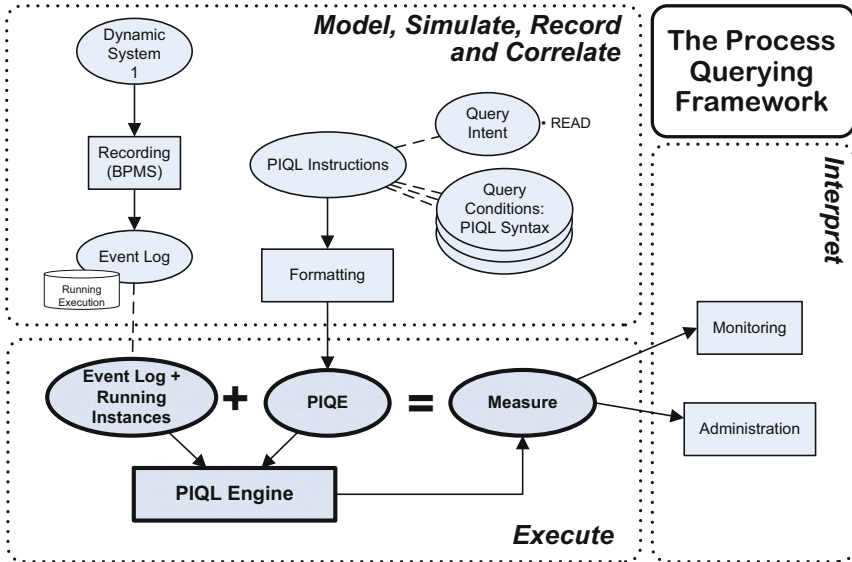 Model, Simulate, Record
and Correlate
The Process
Querying
Framework
Dynamic
System
1
Recording
(BPMS)
Event Log
Running
Execution
PIQL Instructions
Query
Intent
• READ
Query
Conditions:
PIQL Syntax
Formatting
Interpret
Monitoring
Administration
Event Log +
Running
Instances
+
PIQE
=
Measure
PIQL Engine
Execute